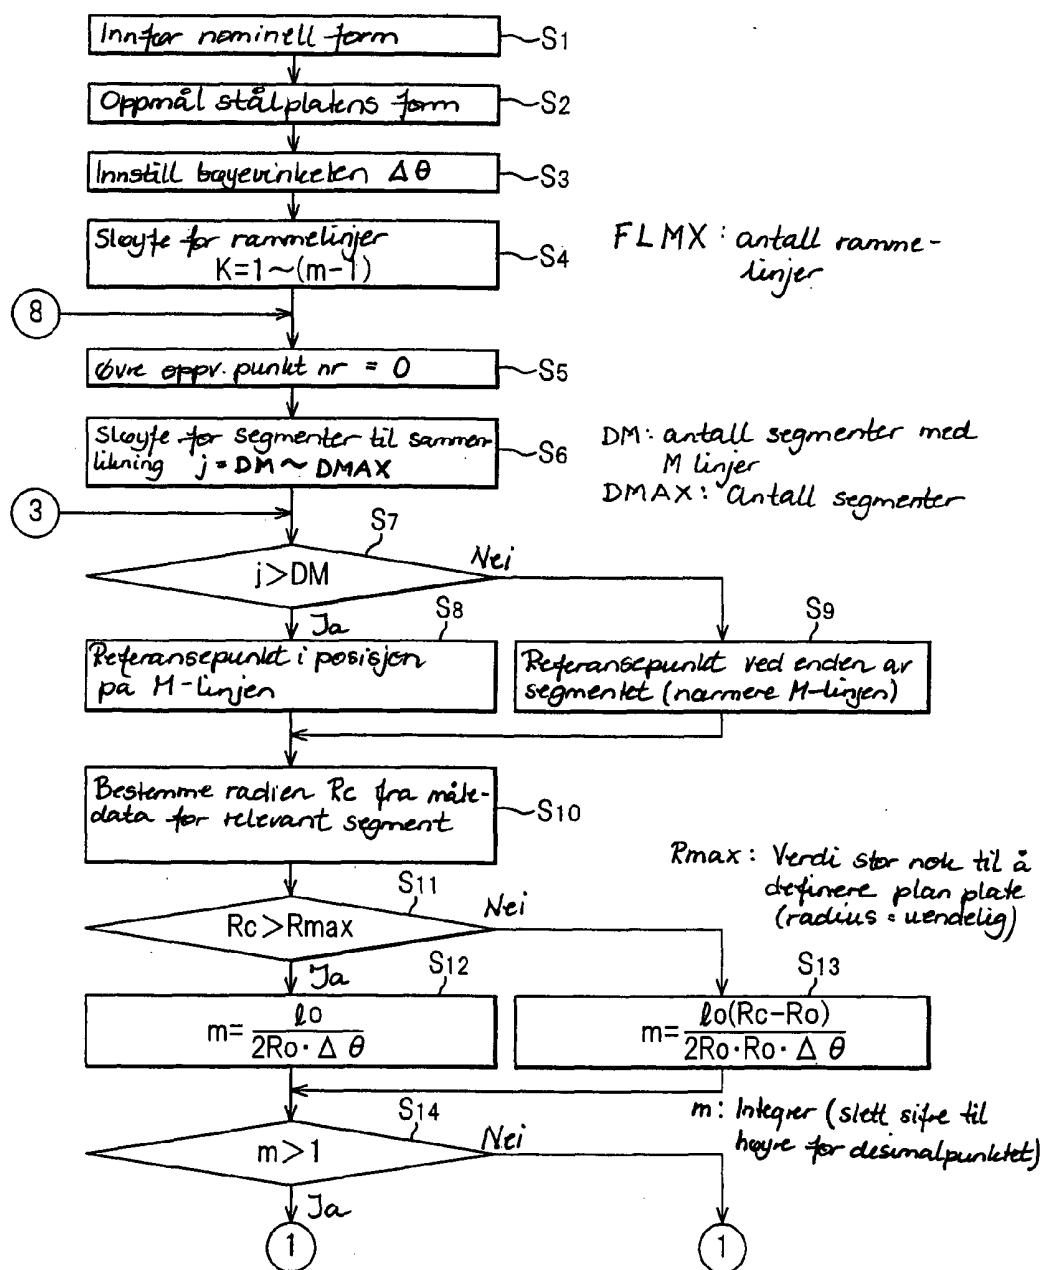 Innfør nominell form
S1
Oppmål stålplatens form
S2
Innstill bøyevinkelen Δθ
S3
Sløyfe for rammelinjer
K=1~(m-1)
S4
FLMX: antall ramme-
linjer
8
Øvre oppv. punkt nr = 0
S5
Sløyfe for segmenter til sammen
likning j = DM ~ DMAX
S6
DM: antall segmenter med
M linjer
DMAX: Antall segmenter
3
S7
j>DM
Nei
Ja
S8
Referansepunkt i posisjon
på M-linjen
S9
Referansepunkt ved enden av
segmentet (nærmere M-linjen)
Bestemme radien Rc fra måle-
data for relevant segment
S10
Rmax: Verdi stor nok til å
definere plan plate
(radius = uendelig)
S11
Rc>Rmax
Nei
Ja
S12
m= ℓo
2Ro· Δ θ
S13
m= ℓo(Rc-Ro)
2Ro·Ro·Δ θ
m: Integrer (slett sifre til
høyre for desimalpunktet)
S14
m>1
Nei
Ja
1
1